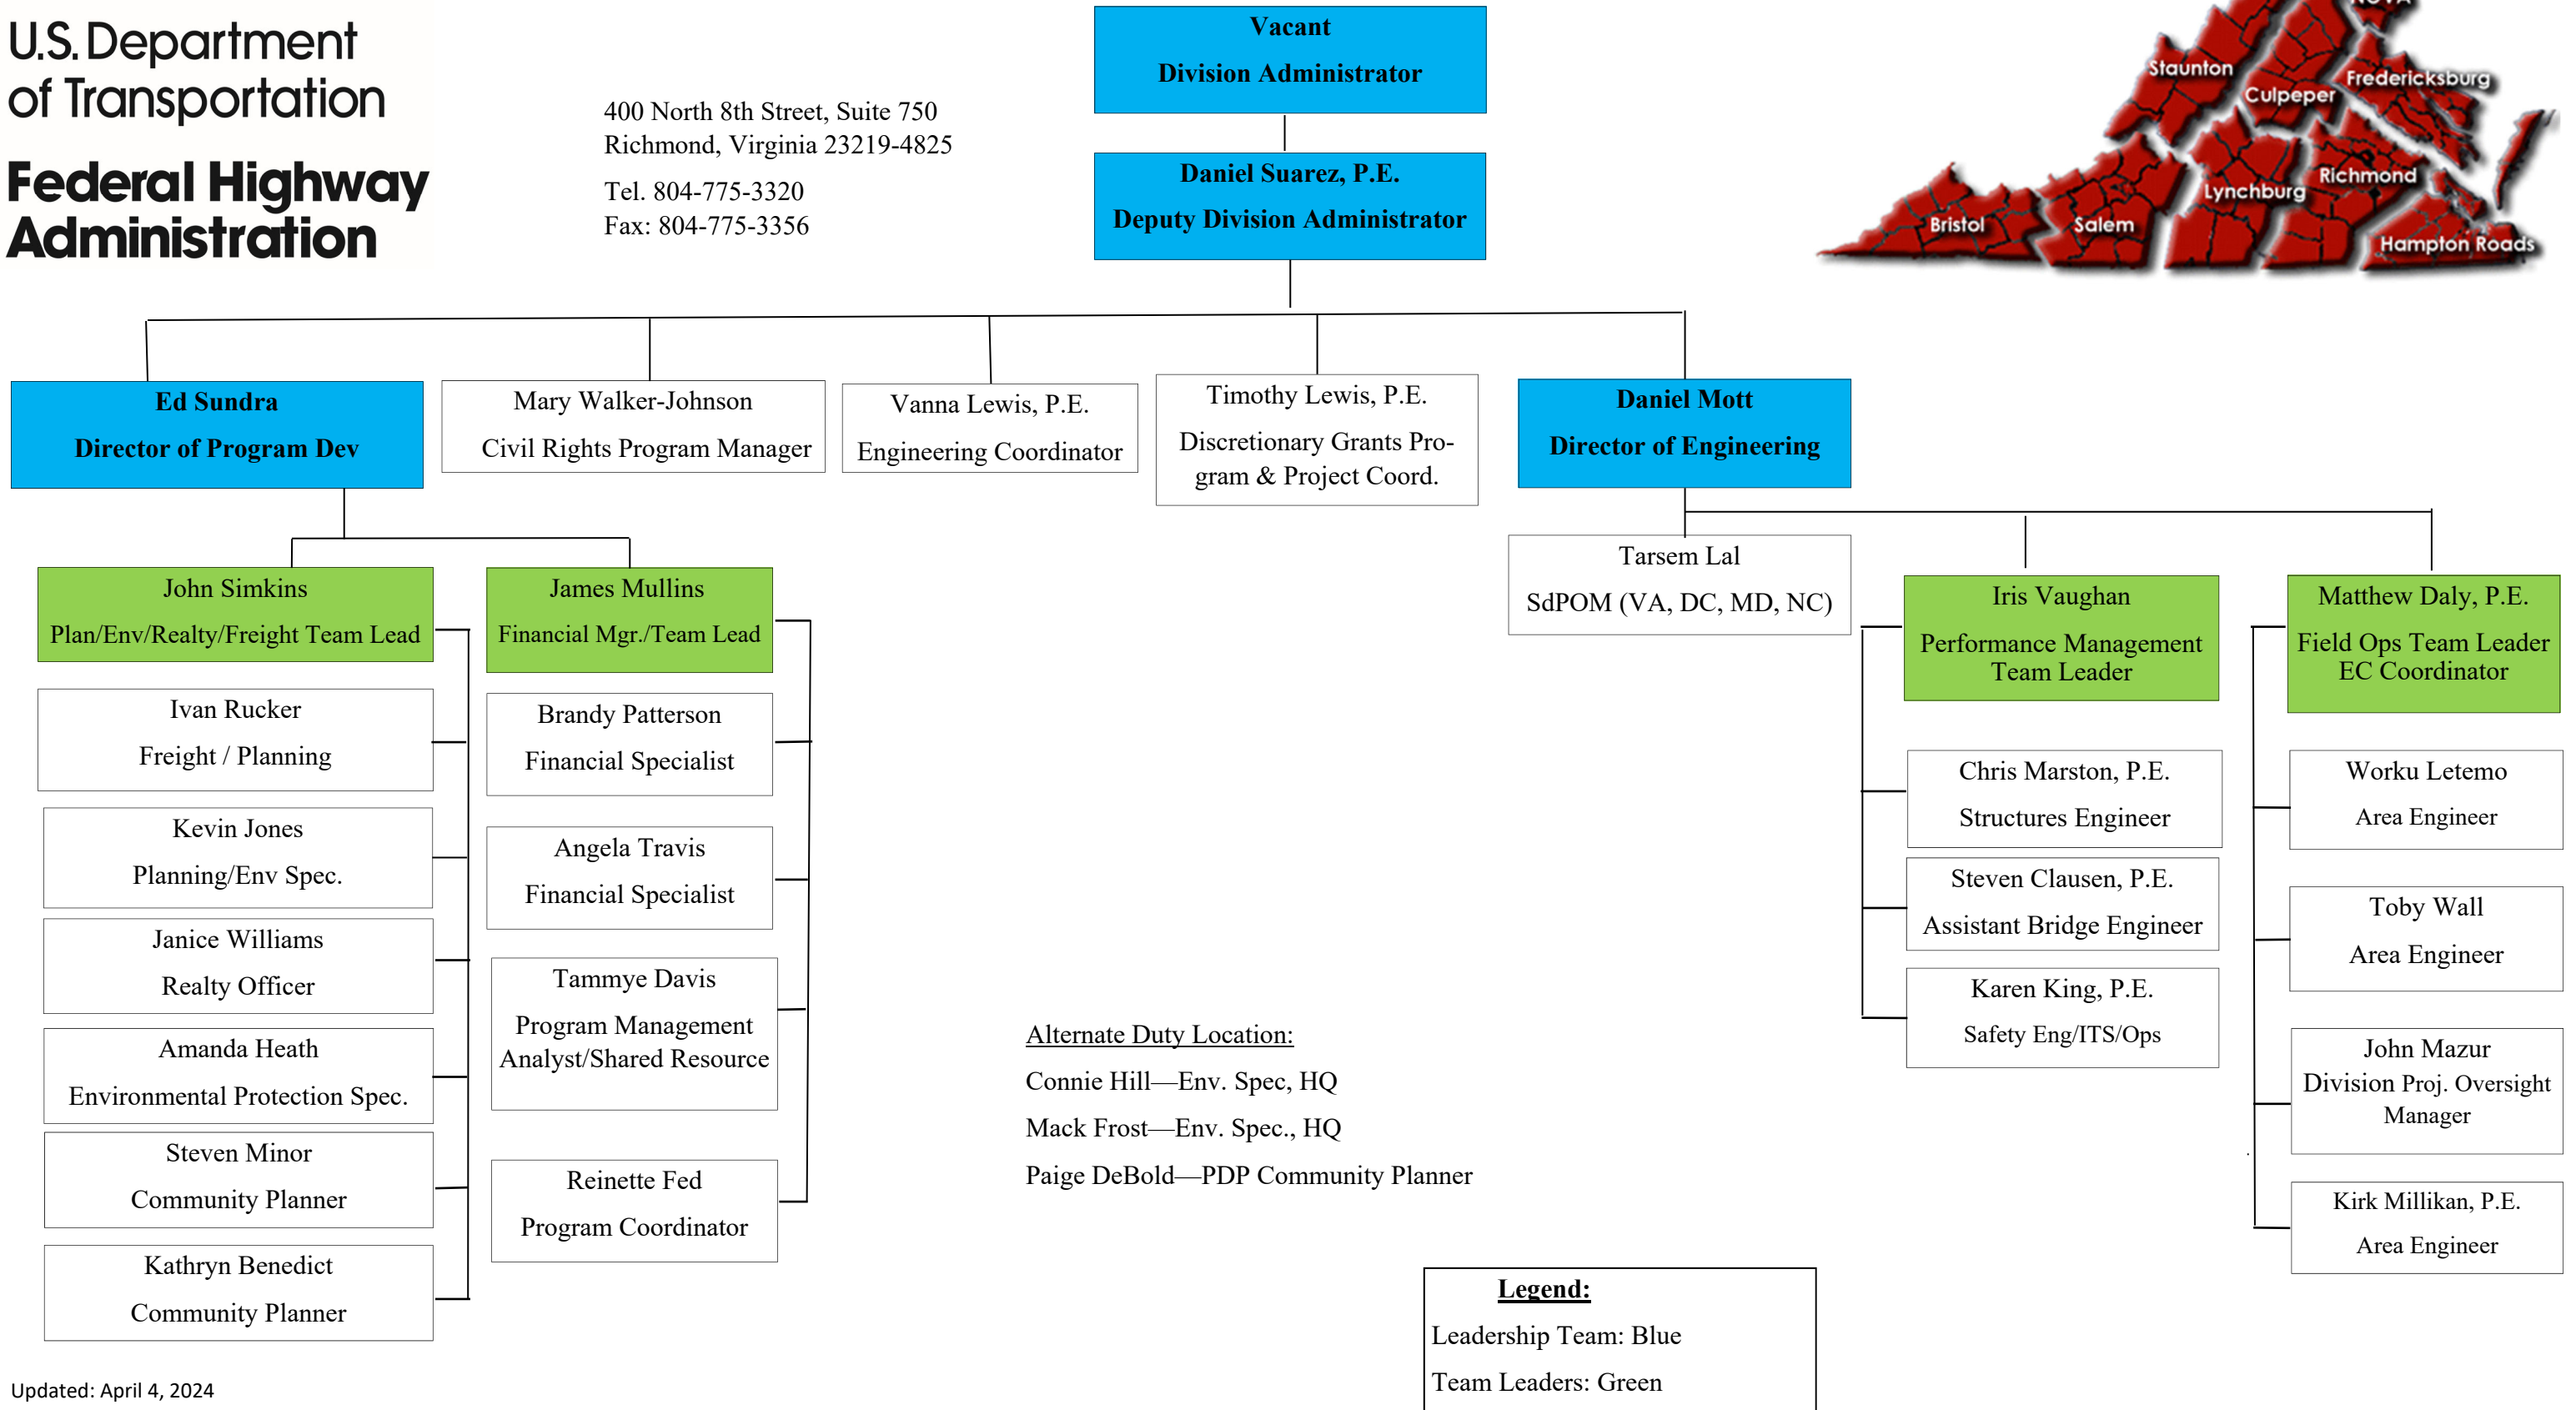 U.S. Department
of Transportation
Federal Highway
Administration
400 North 8th Street, Suite 750
Richmond, Virginia 23219-4825
Tel. 804-775-3320
Fax: 804-775-3356
Vacant
Division Administrator
Daniel Suarez, P.E.
Deputy Division Administrator
NOVA
Staunton
Culpeper
Fredericksburg
Richmond
Lynchburg
Bristol
Salem
Hampton Roads
Ed Sundra
Director of Program Dev
Mary Walker-Johnson
Civil Rights Program Manager
Vanna Lewis, P.E.
Engineering Coordinator
Timothy Lewis, P.E.
Discretionary Grants Pro-
gram & Project Coord.
Daniel Mott
Director of Engineering
John Simkins
Plan/Env/Realty/Freight Team Lead
Ivan Rucker
Freight / Planning
Kevin Jones
Planning/Env Spec.
Janice Williams
Realty Officer
Amanda Heath
Environmental Protection Spec.
Steven Minor
Community Planner
Kathryn Benedict
Community Planner
James Mullins
Financial Mgr./Team Lead
Brandy Patterson
Financial Specialist
Angela Travis
Financial Specialist
Tammye Davis
Program Management
Analyst/Shared Resource
Reinette Fed
Program Coordinator
Tarsem Lal
SdPOM (VA, DC, MD, NC)
Iris Vaughan
Performance Management
Team Leader
Chris Marston, P.E.
Structures Engineer
Steven Clausen, P.E.
Assistant Bridge Engineer
Karen King, P.E.
Safety Eng/ITS/Ops
Matthew Daly, P.E.
Field Ops Team Leader
EC Coordinator
Worku Letemo
Area Engineer
Toby Wall
Area Engineer
John Mazur
Division Proj. Oversight
Manager
Kirk Millikan, P.E.
Area Engineer
Alternate Duty Location:
Connie Hill—Env. Spec, HQ
Mack Frost—Env. Spec., HQ
Paige DeBold—PDP Community Planner
Legend:
Leadership Team: Blue
Team Leaders: Green
Updated: April 4, 2024